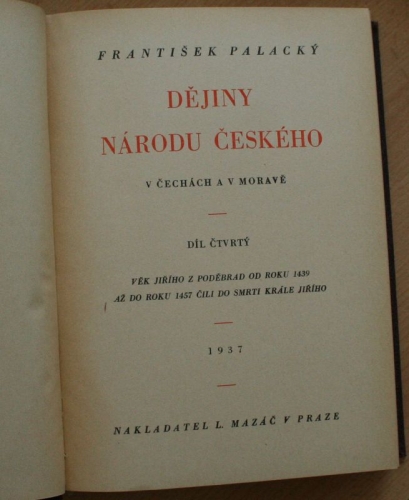 FRANTIŠEK PALACKÝ
DĚJINY
NÁRODU ČESKÉHO
V ČECHÁCH A V MORAVĚ
DÍL ČTVRTÝ
VĚK JIŘÍHO Z PODĚBRAD OD ROKU 1439
AŽ DO ROKU 1457 ČILI DO SMRTI KRÁLE JIŘÍHO
1937
NAKLADATEL L. MAZÁČ V PRAZE